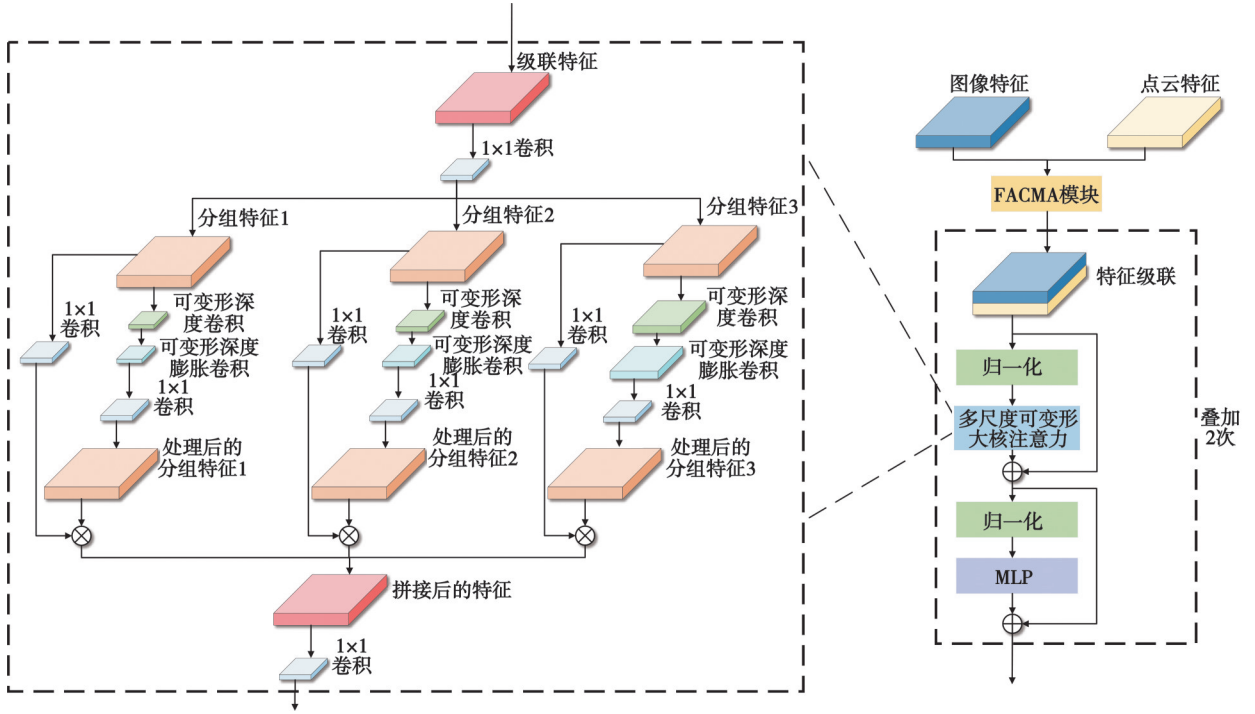 级联特征
1×1卷积
分组特征1
分组特征2
分组特征3
1×1
卷积
可变形深
度卷积
可变形深度
膨胀卷积
1×1
卷积
处理后的
分组特征1
1×1
卷积
可变形深
度卷积
可变形深度
膨胀卷积
1×1
卷积
处理后的
分组特征2
1×1
卷积
可变形深
度卷积
可变形深度
膨胀卷积
1×1
卷积
处理后的
分组特征3
拼接后的特征
1×1
卷积
图像特征
点云特征
FACMA模块
特征级联
归一化
多尺度可变形
大核注意力
归一化
MLP
叠加
2次